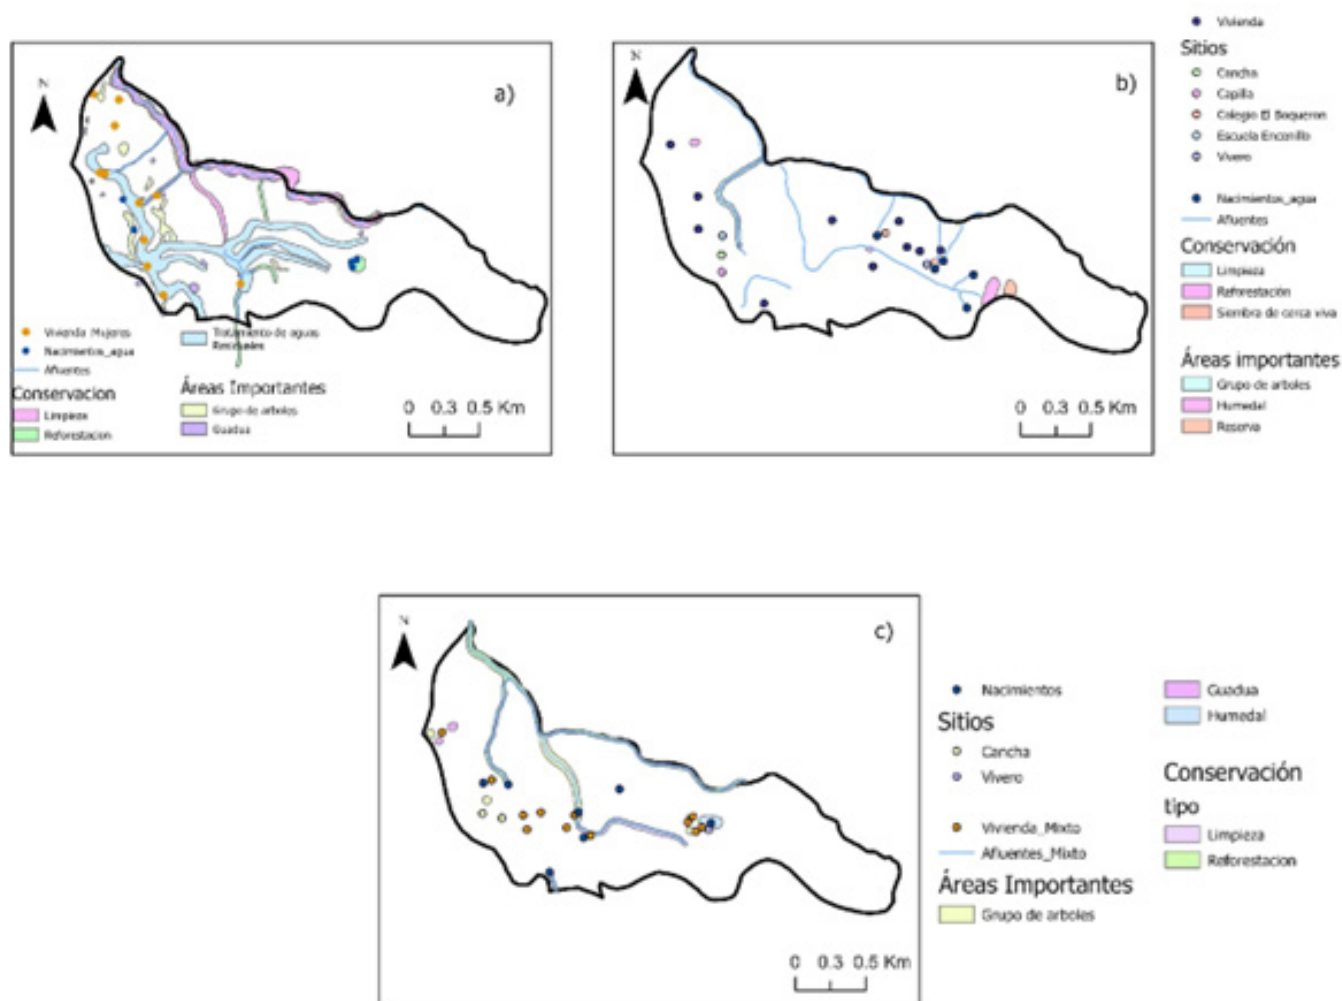 N
a)
Vivienda Mujeres
Nacimientos_agua
Afluentes
Conservacion
Limpieza
Reforestacion
Tratamiento de aguas
Residuales
Áreas Importantes
Grupo de arboles
Guadua
0 0.3 0.5 Km
N
b)
0 0.3 0.5 Km
Vivienda
Sitios
Cancha
Capilla
Colegio El Boqueron
Escuela Encenillo
Vivero
Nacimientos_agua
Afluentes
Conservación
Limpieza
Reforestación
Siembra de cerca viva
Áreas importantes
Grupo de arboles
Humedal
Reserva
N
c)
0 0.3 0.5 Km
Nacimientos
Sitios
Cancha
Vivero
Vivienda_Mixto
Afluentes_Mixto
Áreas Importantes
Grupo de arboles
Guadua
Humedal
Conservación
tipo
Limpieza
Reforestacion